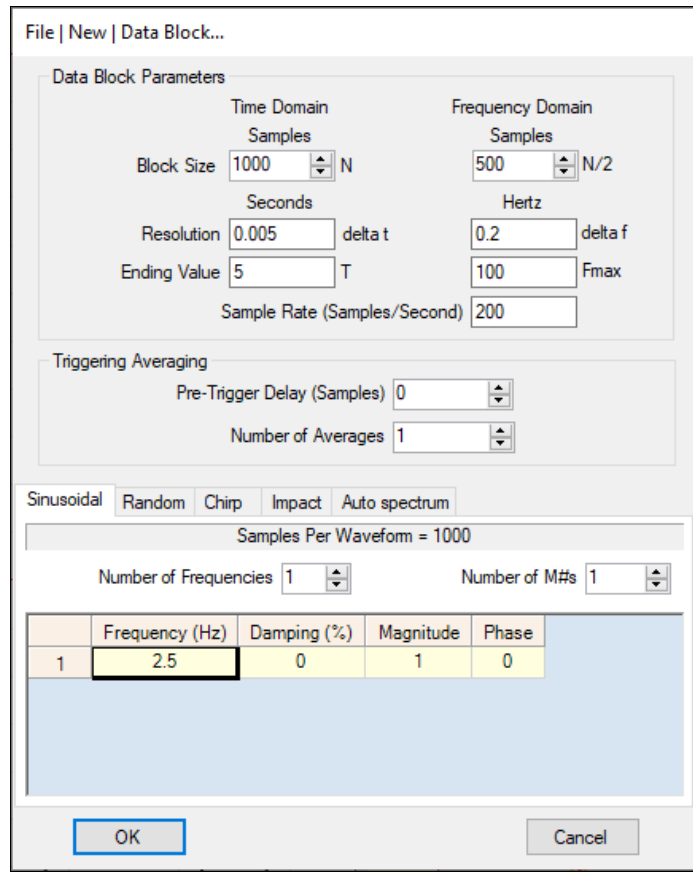 File | New | Data Block...
Data Block Parameters
Time Domain Frequency Domain
Samples Samples
Block Size 1000 N 500 N/2
Seconds Hertz
Resolution 0.005 delta t 0.2 delta f
Ending Value 5 T 100 Fmax
Sample Rate (Samples/Second) 200
Triggering Averaging
Pre-Trigger Delay (Samples) 0
Number of Averages 1
Sinusoidal Random Chirp Impact Auto spectrum
Samples Per Waveform = 1000
Number of Frequencies 1 Number of M#s 1
Frequency (Hz) Damping (%) Magnitude Phase
1 2.5 0 1 0
OK Cancel